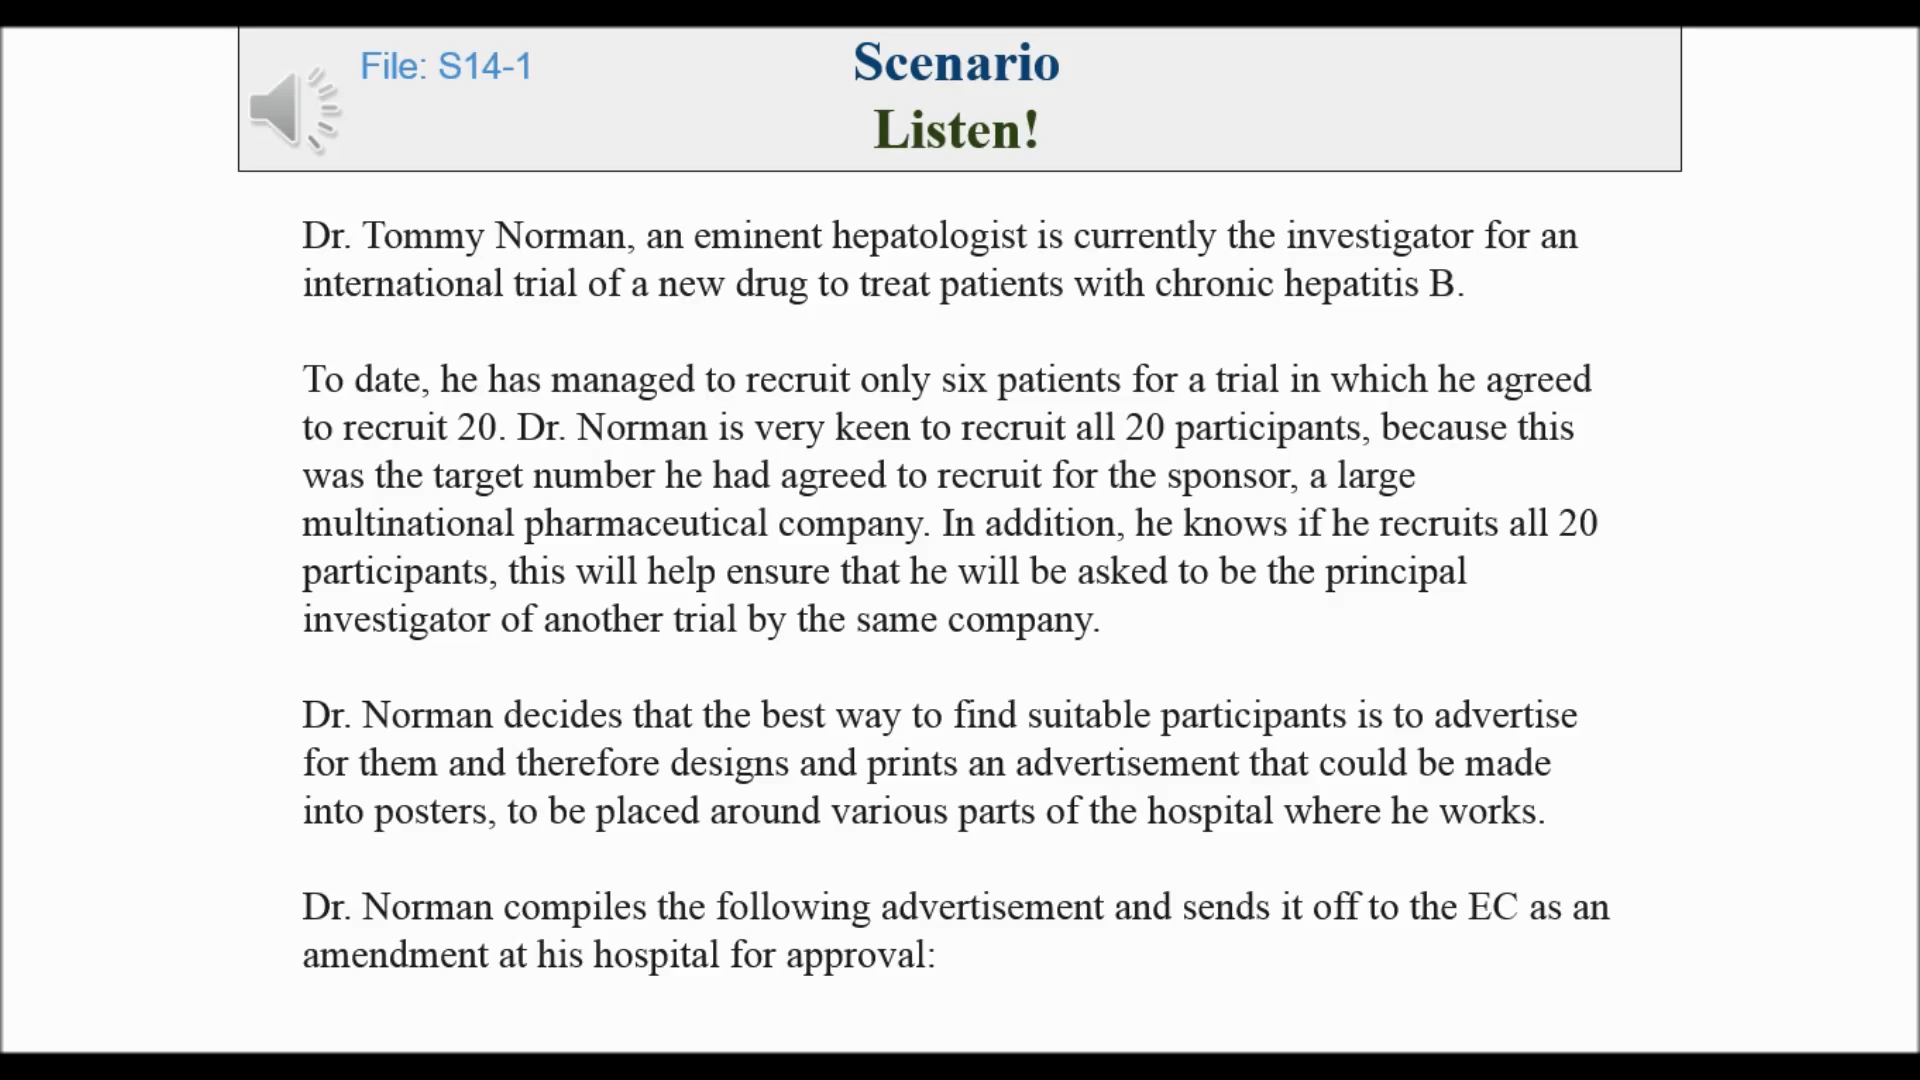 File: S14-1
Scenario
Listen!
Dr. Tommy Norman, an eminent hepatologist is currently the investigator for an
international trial of a new drug to treat patients with chronic hepatitis B.
To date, he has managed to recruit only six patients for a trial in which he agreed
to recruit 20. Dr. Norman is very keen to recruit all 20 participants, because this
was the target number he had agreed to recruit for the sponsor, a large
multinational pharmaceutical company. In addition, he knows if he recruits all 20
participants, this will help ensure that he will be asked to be the principal
investigator of another trial by the same company.
Dr. Norman decides that the best way to find suitable participants is to advertise
for them and therefore designs and prints an advertisement that could be made
into posters, to be placed around various parts of the hospital where he works.
Dr. Norman compiles the following advertisement and sends it off to the EC as an
amendment at his hospital for approval: